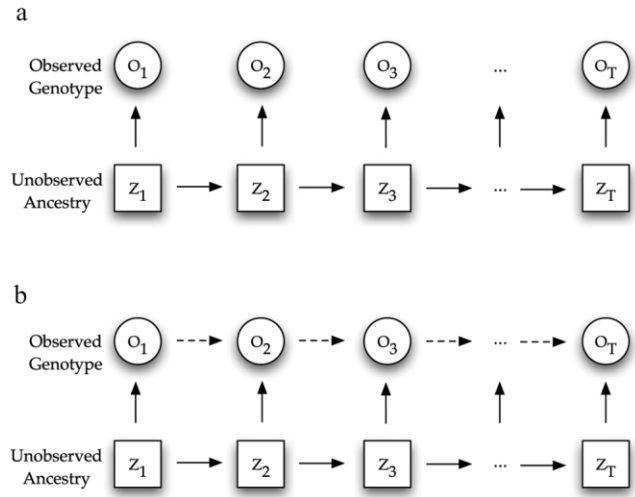 a
Observed Genotype O1 O2 O3 ... OT
Unobserved Ancestry Z1 Z2 Z3 ... ZT
b
Observed Genotype O1 O2 O3 ... OT
Unobserved Ancestry Z1 Z2 Z3 ... ZT